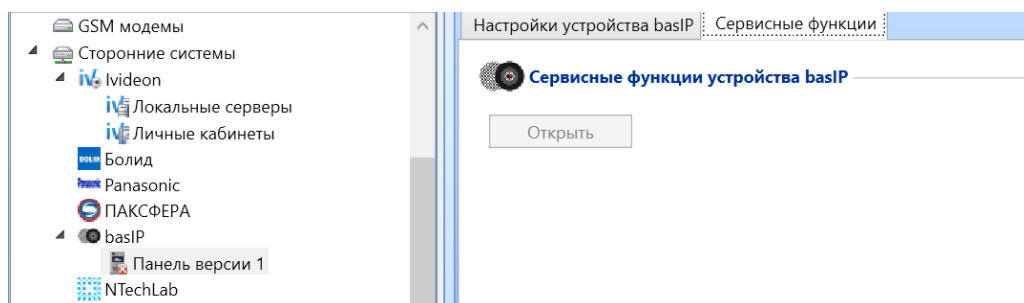 GSM модемы
Сторонние системы
Ivideon
Локальные серверы
Личные кабинеты
Болид
Panasonic
ПАКСФЕРА
basIP
Панель версии 1
NTechLab
Настройки устройства basIP
Сервисные функции
Сервисные функции устройства basIP
Открыть